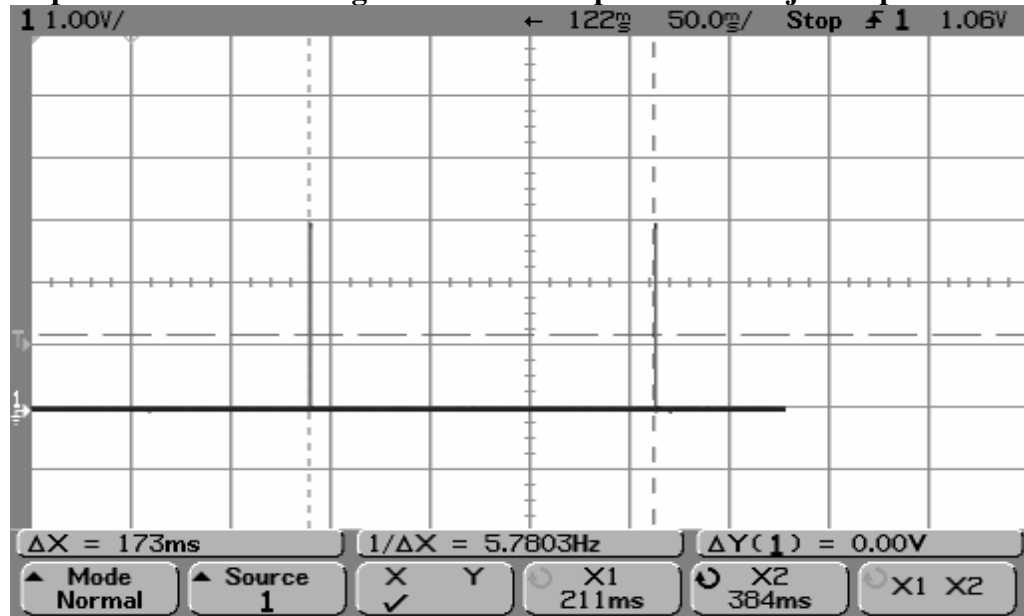 1 1.00V/ ← 122ms 50.0ms/ Stop 1 1.06V
T
1
ΔX = 173ms 1/ΔX = 5.7803Hz ΔY(1) = 0.00V
Mode Source X Y X1 X2 X1 X2
Normal 1 ✓ 211ms 384ms